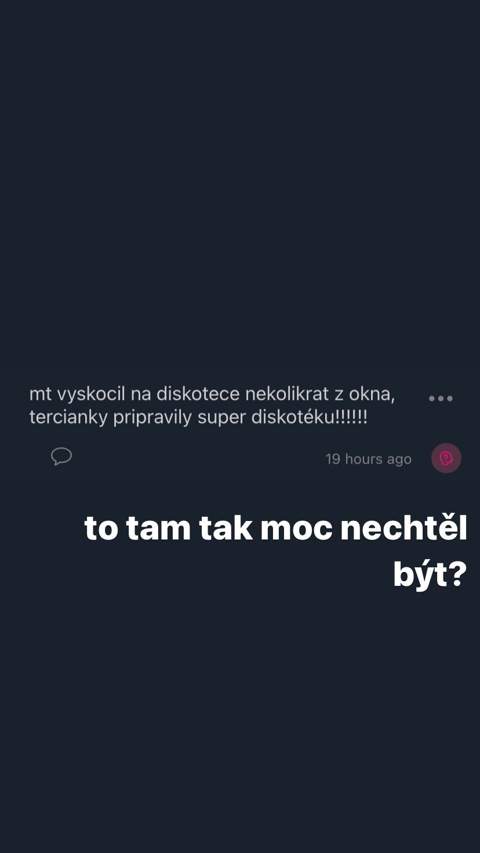 mt vyskocil na diskotece nekolikrat z okna,
tercianky pripravily super diskotéku!!!!!!
19 hours ago
to tam tak moc nechtěl
být?